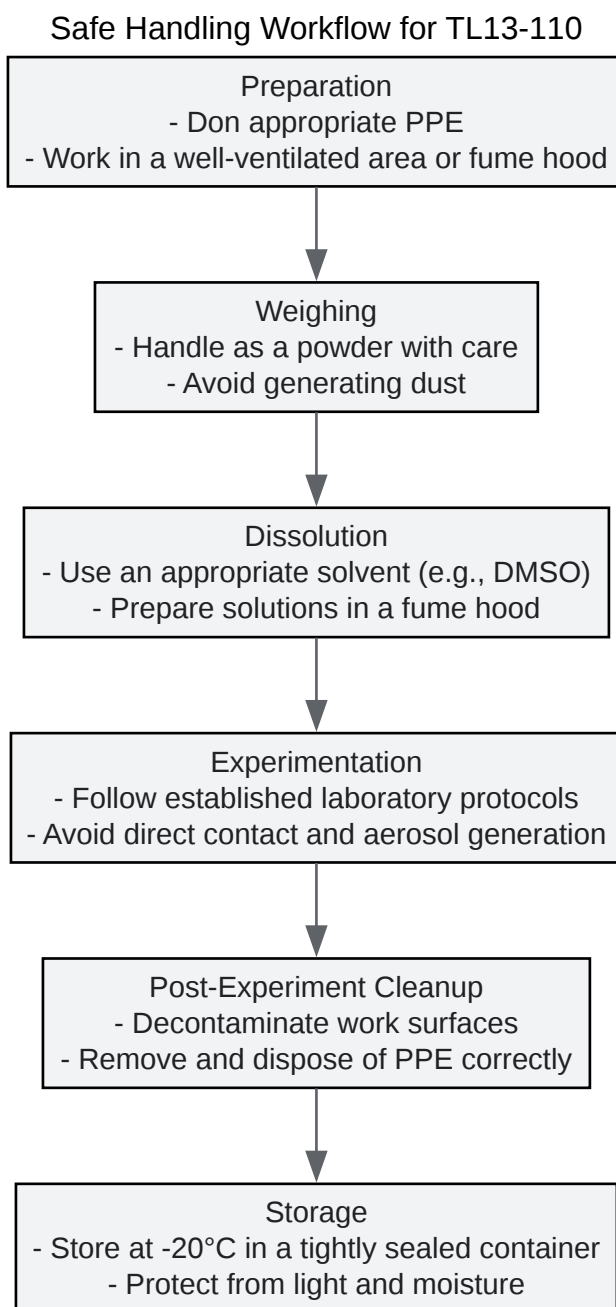 Safe Handling Workflow for TL13-110
Preparation
- Don appropriate PPE
- Work in a well-ventilated area or fume hood
Weighing
- Handle as a powder with care
- Avoid generating dust
Dissolution
- Use an appropriate solvent (e.g., DMSO)
- Prepare solutions in a fume hood
Experimentation
- Follow established laboratory protocols
- Avoid direct contact and aerosol generation
Post-Experiment Cleanup
- Decontaminate work surfaces
- Remove and dispose of PPE correctly
Storage
- Store at -20°C in a tightly sealed container
- Protect from light and moisture